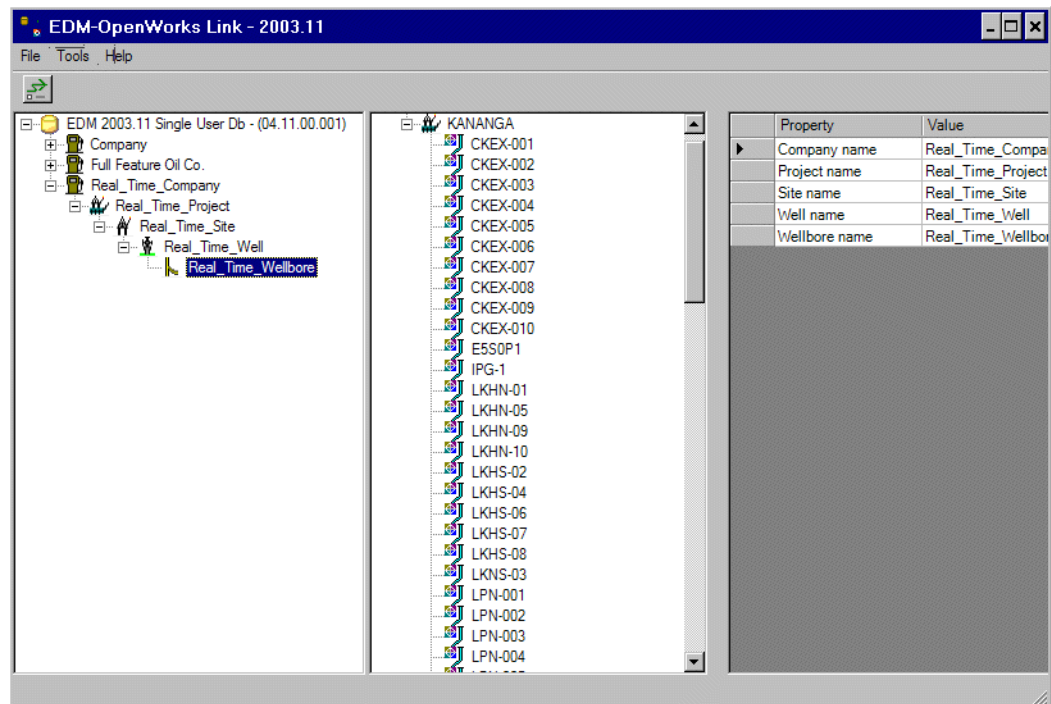 EDM-OpenWorks Link - 2003.11
File Tools Help
EDM 2003.11 Single User Db - (04.11.00.001)
Company
Full Feature Oil Co.
Real_Time_Company
Real_Time_Project
Real_Time_Site
Real_Time_Well
Real_Time_Wellbore
KANANGA
CKEX-001
CKEX-002
CKEX-003
CKEX-004
CKEX-005
CKEX-006
CKEX-007
CKEX-008
CKEX-009
CKEX-010
E5S0P1
IPG-1
LKHN-01
LKHN-05
LKHN-09
LKHN-10
LKHS-02
LKHS-04
LKHS-06
LKHS-07
LKHS-08
LKNS-03
LPN-001
LPN-002
LPN-003
LPN-004
Property Value
Company name Real_Time_Compa
Project name Real_Time_Project
Site name Real_Time_Site
Well name Real_Time_Well
Wellbore name Real_Time_Wellbor